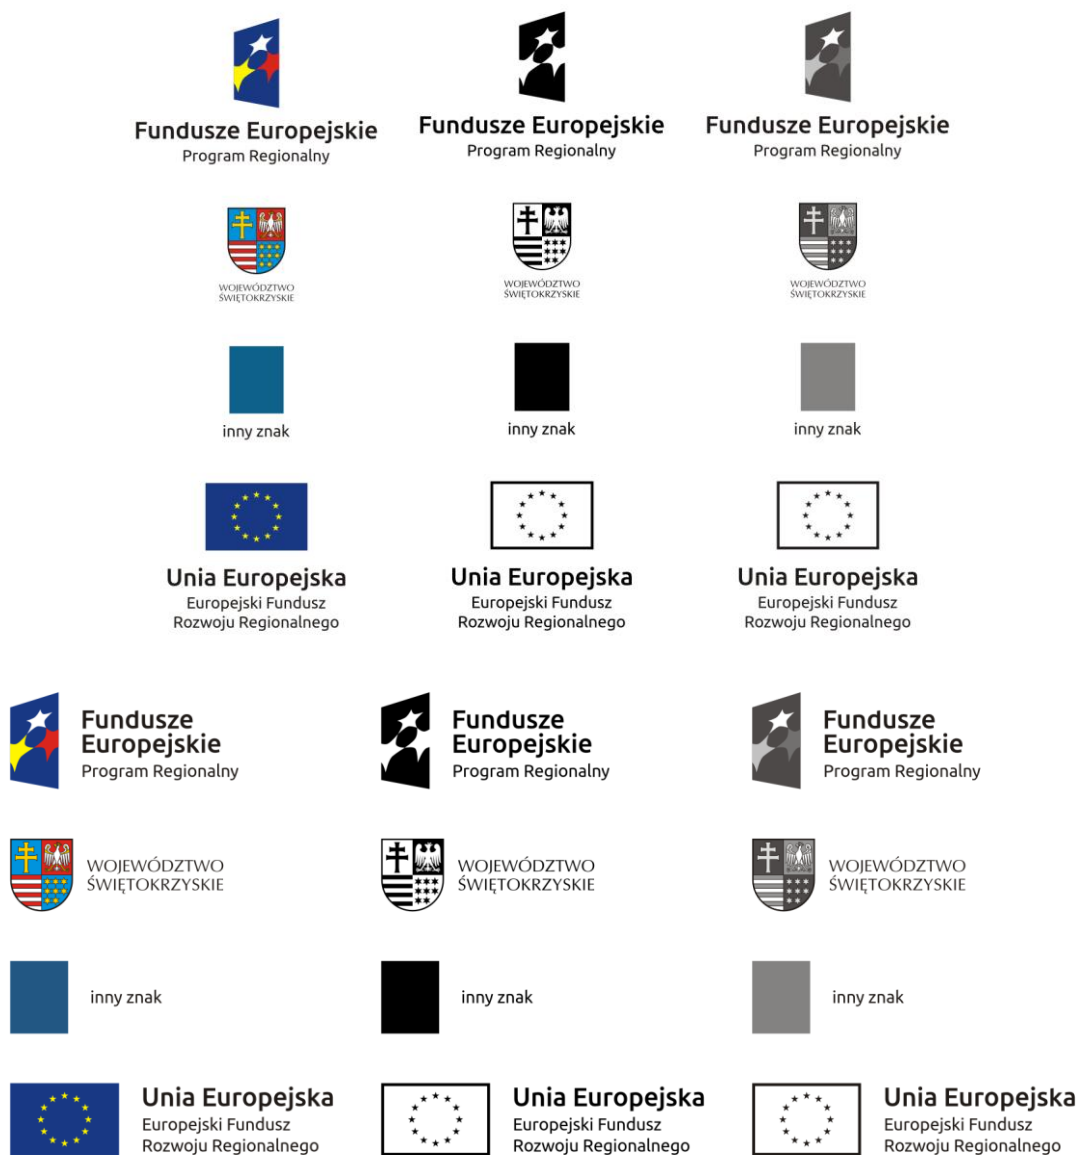 Fundusze Europejskie
Program Regionalny
Fundusze Europejskie
Program Regionalny
Fundusze Europejskie
Program Regionalny
WOJEWÓDZTWO
ŚWIĘTOKRZYSKIE
WOJEWÓDZTWO
ŚWIĘTOKRZYSKIE
WOJEWÓDZTWO
ŚWIĘTOKRZYSKIE
inny znak
inny znak
inny znak
Unia Europejska
Europejski Fundusz
Rozwoju Regionalnego
Unia Europejska
Europejski Fundusz
Rozwoju Regionalnego
Unia Europejska
Europejski Fundusz
Rozwoju Regionalnego
Fundusze
Europejskie
Program Regionalny
Fundusze
Europejskie
Program Regionalny
Fundusze
Europejskie
Program Regionalny
WOJEWÓDZTWO
ŚWIĘTOKRZYSKIE
WOJEWÓDZTWO
ŚWIĘTOKRZYSKIE
WOJEWÓDZTWO
ŚWIĘTOKRZYSKIE
inny znak
inny znak
inny znak
Unia Europejska
Europejski Fundusz
Rozwoju Regionalnego
Unia Europejska
Europejski Fundusz
Rozwoju Regionalnego
Unia Europejska
Europejski Fundusz
Rozwoju Regionalnego